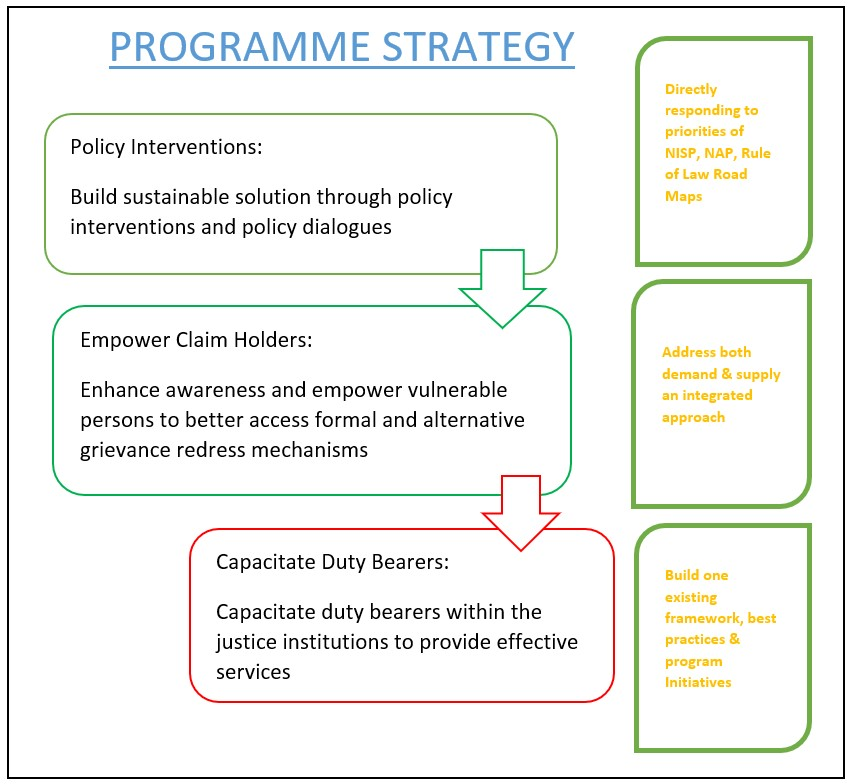 PROGRAMME STRATEGY
Policy Interventions:
Build sustainable solution through policy
interventions and policy dialogues
Empower Claim Holders:
Enhance awareness and empower vulnerable
persons to better access formal and alternative
grievance redress mechanisms
Capacitate Duty Bearers:
Capacitate duty bearers within the
justice institutions to provide effective
services
Directly
responding to
priorities of
NISP, NAP, Rule
of Law Road
Maps
Address both
demand & supply
an integrated
approach
Build one
existing
framework, best
practices &
program
Initiatives